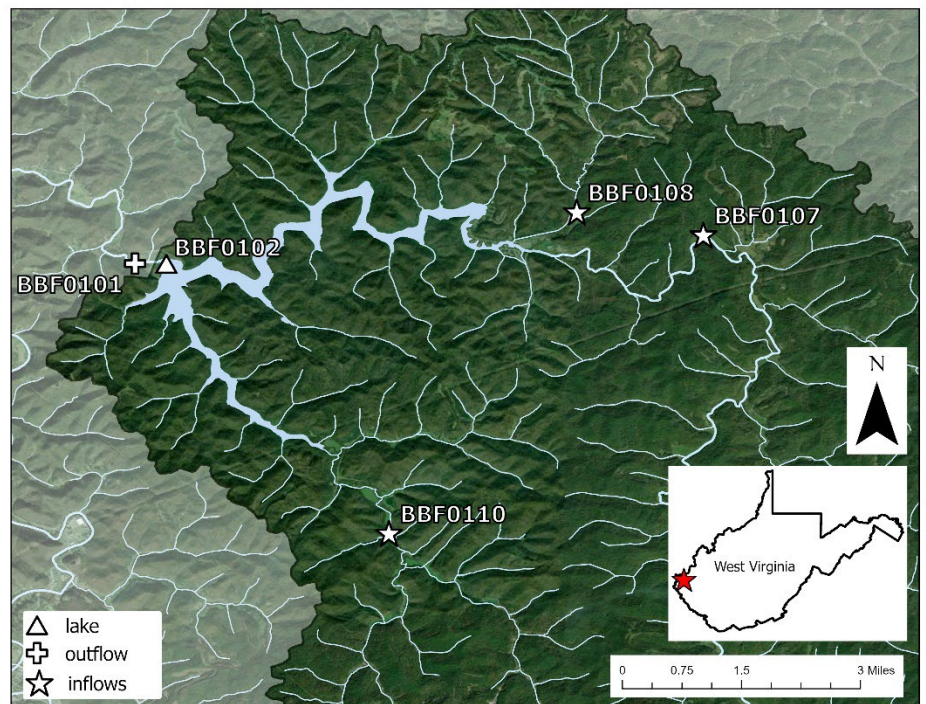 BBF0108
BBF0107
BBF0102
BBF0101
N
BBF0110
West Virginia
lake
outflow
inflows
0 0.75 1.5 3 Miles